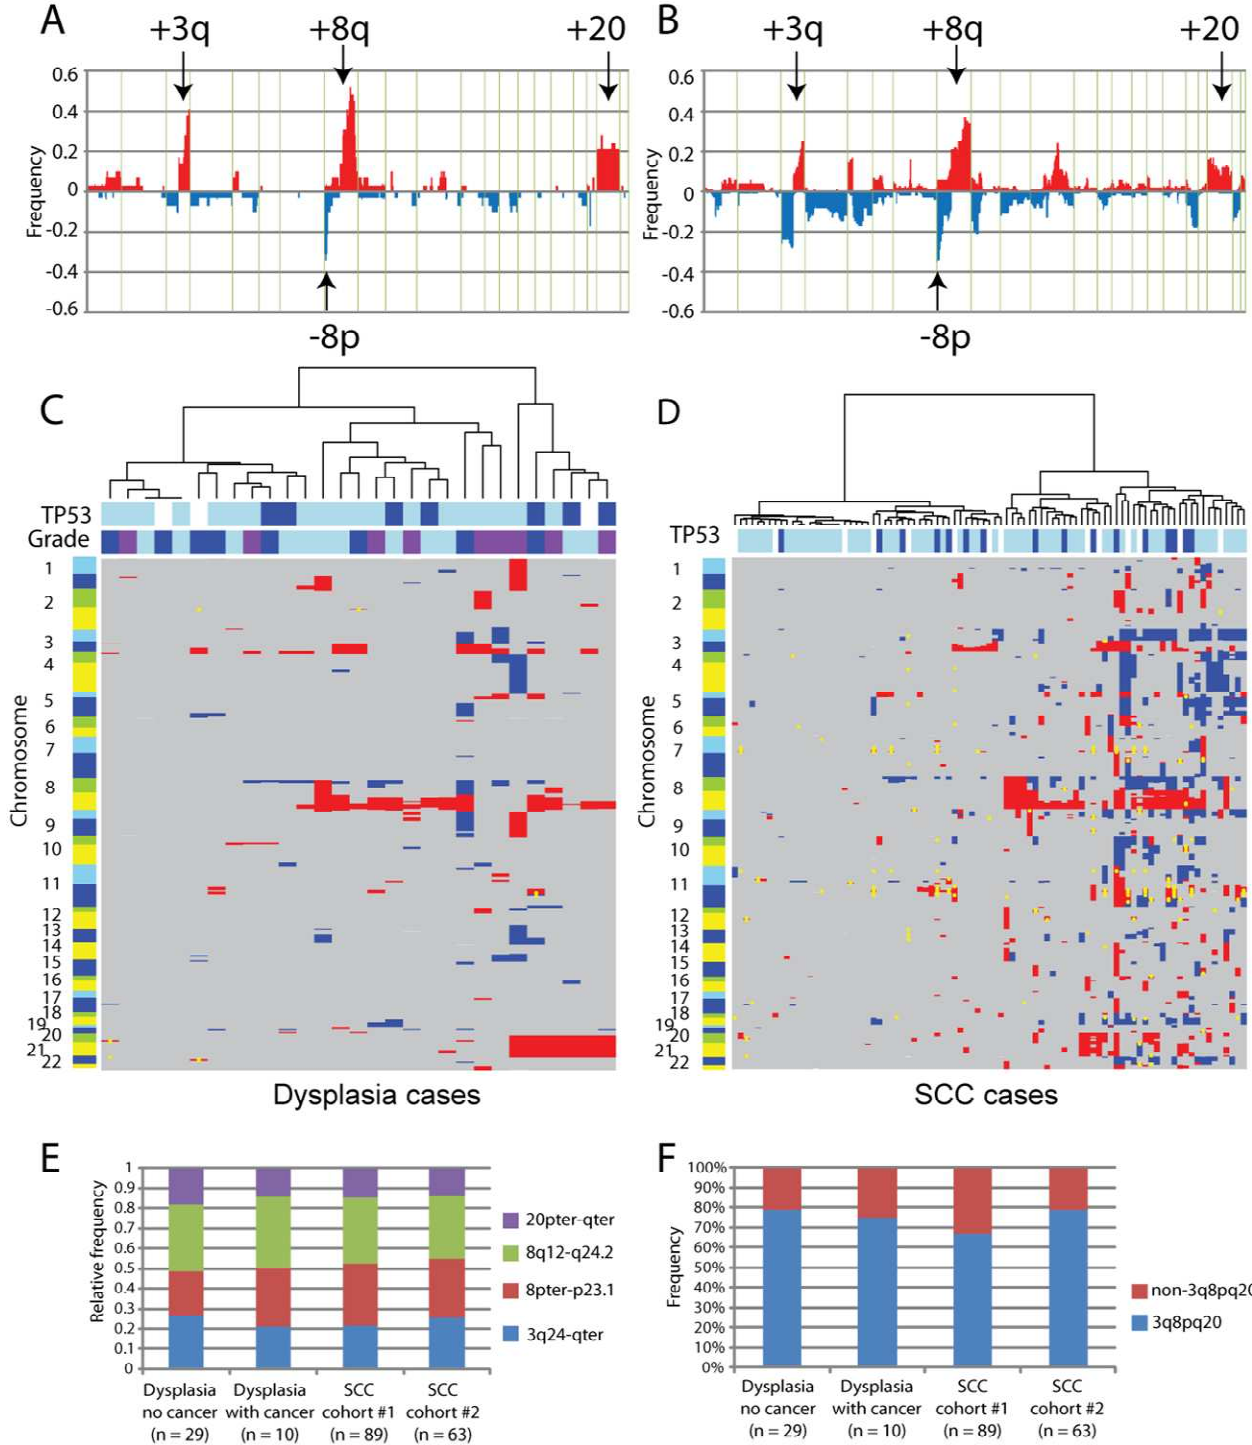 A
+3q
+8q
+20
B
+3q
+8q
+20
Frequency
0.6
0.4
0.2
0
-0.2
-0.4
-0.6
-8p
Frequency
0.6
0.4
0.2
0
-0.2
-0.4
-0.6
-8p
C
TP53
Grade
Chromosome
1
2
3
4
5
6
7
8
9
10
11
12
13
14
15
16
17
18
19
20
21
22
Dysplasia cases
D
TP53
Chromosome
1
2
3
4
5
6
7
8
9
10
11
12
13
14
15
16
17
18
19
20
21
22
SCC cases
E
Relative frequency
1
0.9
0.8
0.7
0.6
0.5
0.4
0.3
0.2
0.1
0
Dysplasia
no cancer
(n = 29)
Dysplasia
with cancer
(n = 10)
SCC
cohort #1
(n = 89)
SCC
cohort #2
(n = 63)
20pter-qter
8q12-q24.2
8pter-p23.1
3q24-qter
F
Frequency
100%
90%
80%
70%
60%
50%
40%
30%
20%
10%
0%
Dysplasia
no cancer
(n = 29)
Dysplasia
with cancer
(n = 10)
SCC
cohort #1
(n = 89)
SCC
cohort #2
(n = 63)
non-3q8pq20
3q8pq20